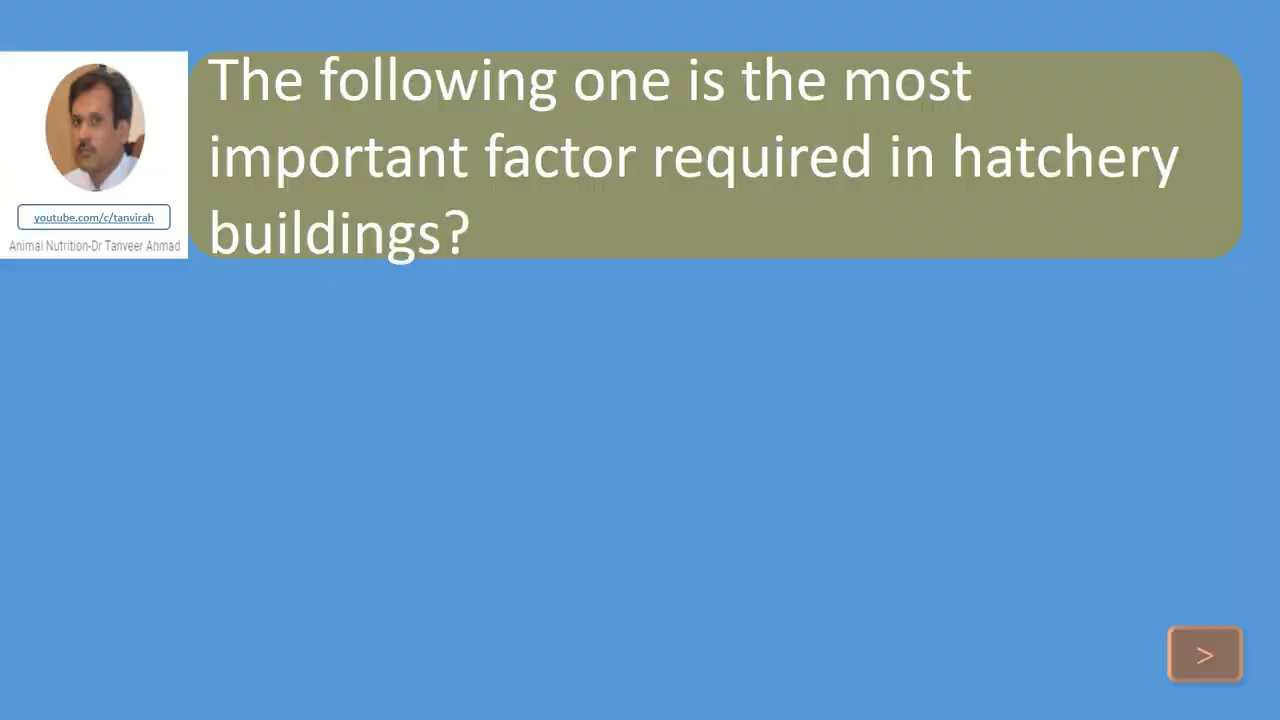 The following one is the most
important factor required in hatchery
buildings?
youtube.com/c/tanvirah
Animal Nutrition-Dr Tanveer Ahmad
>